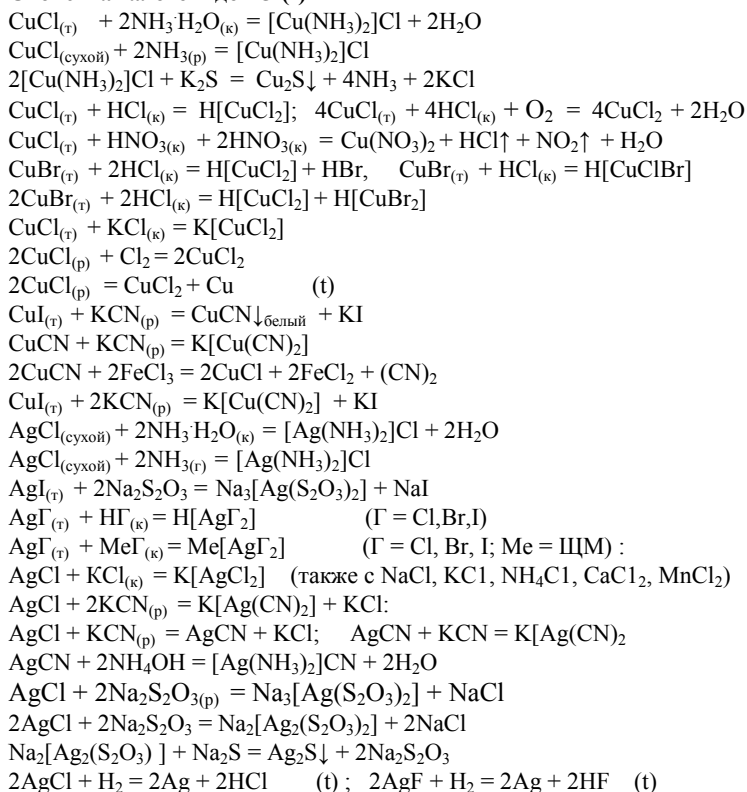 CuCl₍т₎ + 2NH₃·H₂O₍к₎ = [Cu(NH₃)₂]Cl + 2H₂O
CuCl₍сухой₎ + 2NH₃₍р₎ = [Cu(NH₃)₂]Cl
2[Cu(NH₃)₂]Cl + K₂S = Cu₂S↓ + 4NH₃ + 2KCl
CuCl₍т₎ + HCl₍к₎ = H[CuCl₂]; 4CuCl₍т₎ + 4HCl₍к₎ + O₂ = 4CuCl₂ + 2H₂O
CuCl₍т₎ + HNO₃₍к₎ + 2HNO₃₍к₎ = Cu(NO₃)₂ + HCl↑ + NO₂↑ + H₂O
CuBr₍т₎ + 2HCl₍к₎ = H[CuCl₂] + HBr, CuBr₍т₎ + HCl₍к₎ = H[CuClBr]
2CuBr₍т₎ + 2HCl₍к₎ = H[CuCl₂] + H[CuBr₂]
CuCl₍т₎ + KCl₍к₎ = K[CuCl₂]
2CuCl₍р₎ + Cl₂ = 2CuCl₂
2CuCl₍р₎ = CuCl₂ + Cu (t)
CuI₍т₎ + KCN₍р₎ = CuCN↓белый + KI
CuCN + KCN₍р₎ = K[Cu(CN)₂]
2CuCN + 2FeCl₃ = 2CuCl + 2FeCl₂ + (CN)₂
CuI₍т₎ + 2KCN₍р₎ = K[Cu(CN)₂] + KI
AgCl₍сухой₎ + 2NH₃·H₂O₍к₎ = [Ag(NH₃)₂]Cl + 2H₂O
AgCl₍сухой₎ + 2NH₃₍г₎ = [Ag(NH₃)₂]Cl
AgI₍т₎ + 2Na₂S₂O₃ = Na₃[Ag(S₂O₃)₂] + NaI
AgГ₍т₎ + HГ₍к₎ = H[AgГ₂] (Г = Cl,Br,I)
AgГ₍т₎ + MeГ₍к₎ = Me[AgГ₂] (Г = Cl, Br, I; Me = ЩМ) :
AgCl + KCl₍к₎ = K[AgCl₂] (также с NaCl, KC1, NH₄C1, CaC1₂, MnCl₂)
AgCl + 2KCN₍р₎ = K[Ag(CN)₂] + KCl:
AgCl + KCN₍р₎ = AgCN + KCl; AgCN + KCN = K[Ag(CN)₂
AgCN + 2NH₄OH = [Ag(NH₃)₂]CN + 2H₂O
AgCl + 2Na₂S₂O₃₍р₎ = Na₃[Ag(S₂O₃)₂] + NaCl
2AgCl + 2Na₂S₂O₃ = Na₂[Ag₂(S₂O₃)₂] + 2NaCl
Na₂[Ag₂(S₂O₃) ] + Na₂S = Ag₂S↓ + 2Na₂S₂O₃
2AgCl + H₂ = 2Ag + 2HCl (t) ; 2AgF + H₂ = 2Ag + 2HF (t)